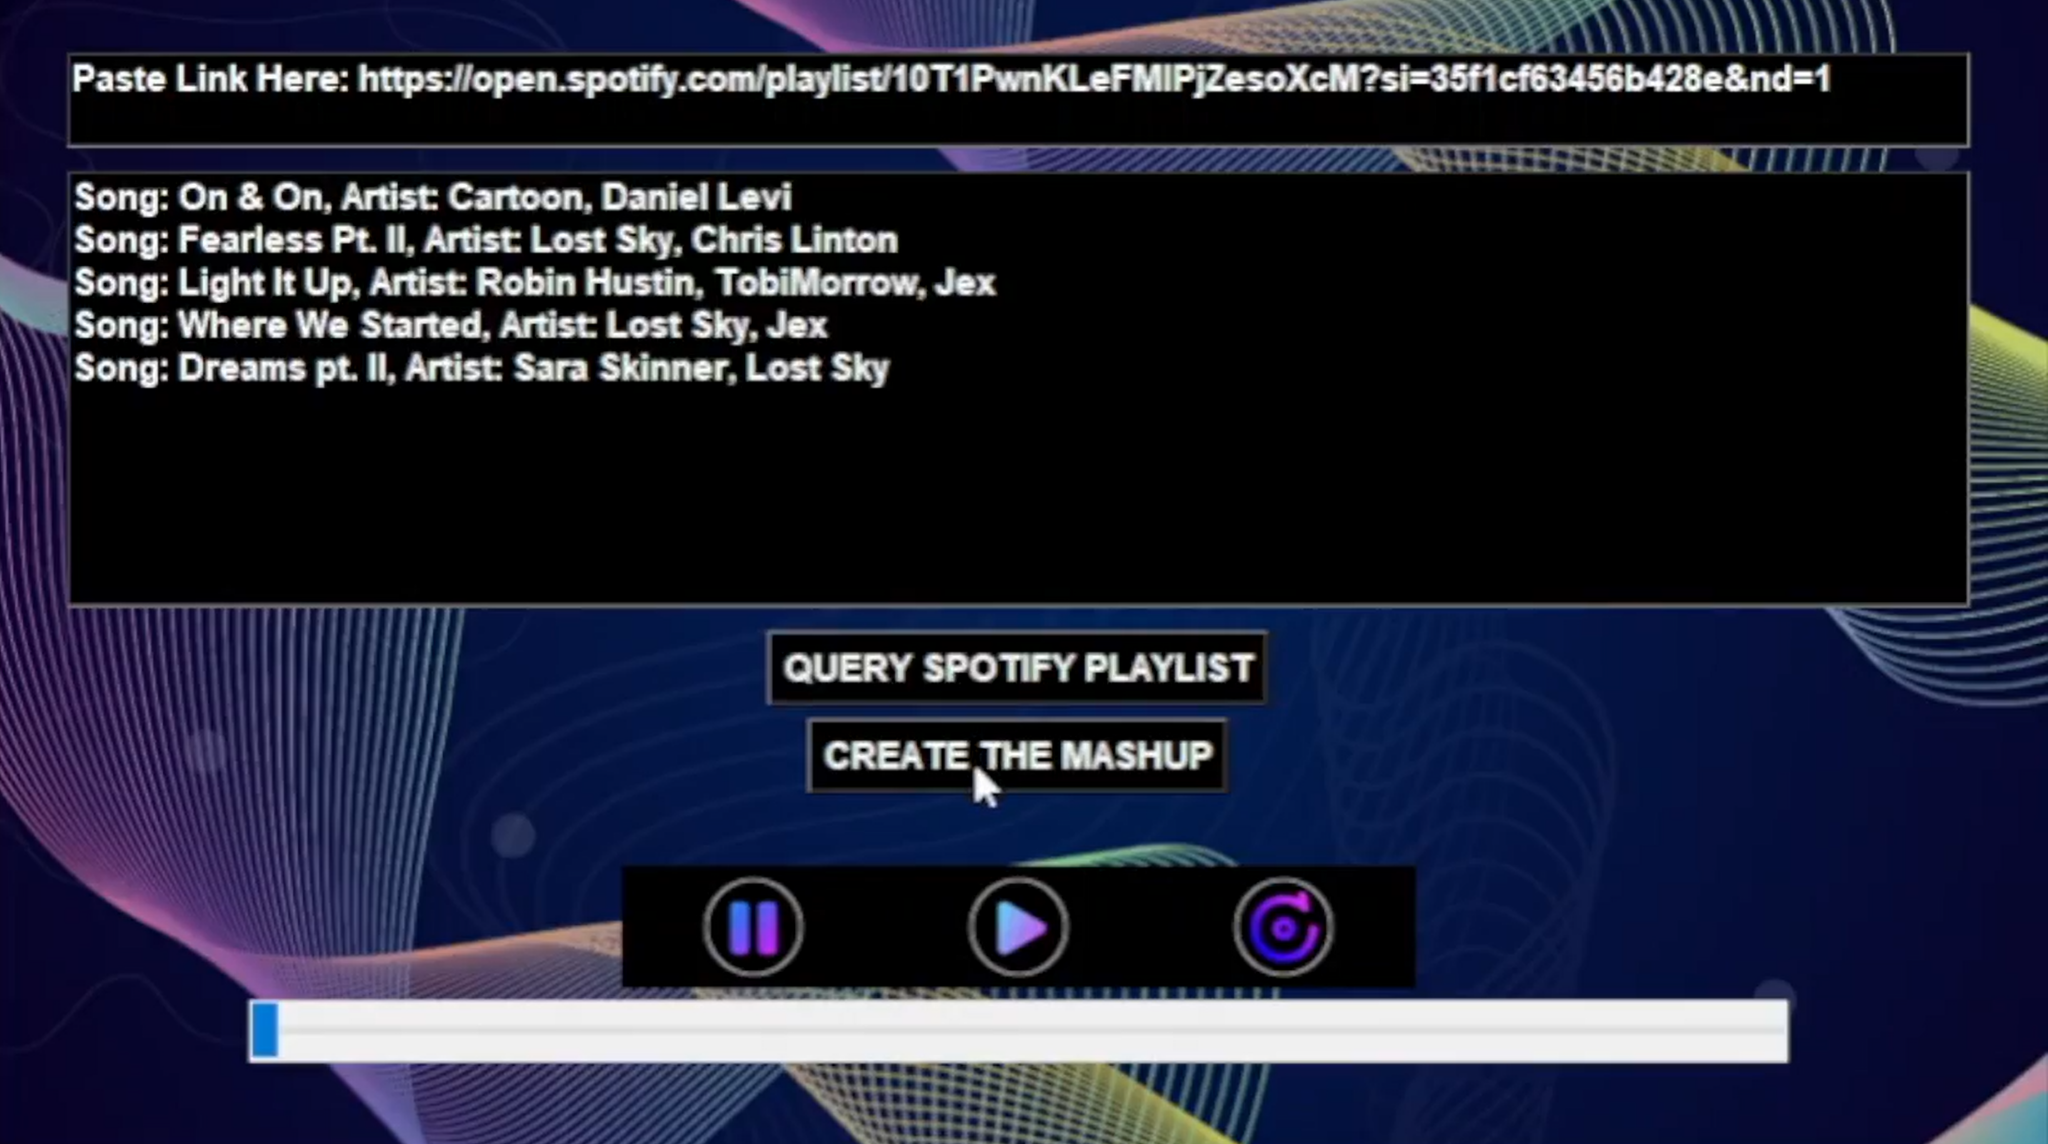 Paste Link Here: https://open.spotify.com/playlist/10T1PwnKLeFMlPjZesoXcM?si=35f1cf63456b428e&nd=1
Song: On & On, Artist: Cartoon, Daniel Levi
Song: Fearless Pt. II, Artist: Lost Sky, Chris Linton
Song: Light It Up, Artist: Robin Hustin, TobiMorrow, Jex
Song: Where We Started, Artist: Lost Sky, Jex
Song: Dreams pt. II, Artist: Sara Skinner, Lost Sky
QUERY SPOTIFY PLAYLIST
CREATE THE MASHUP